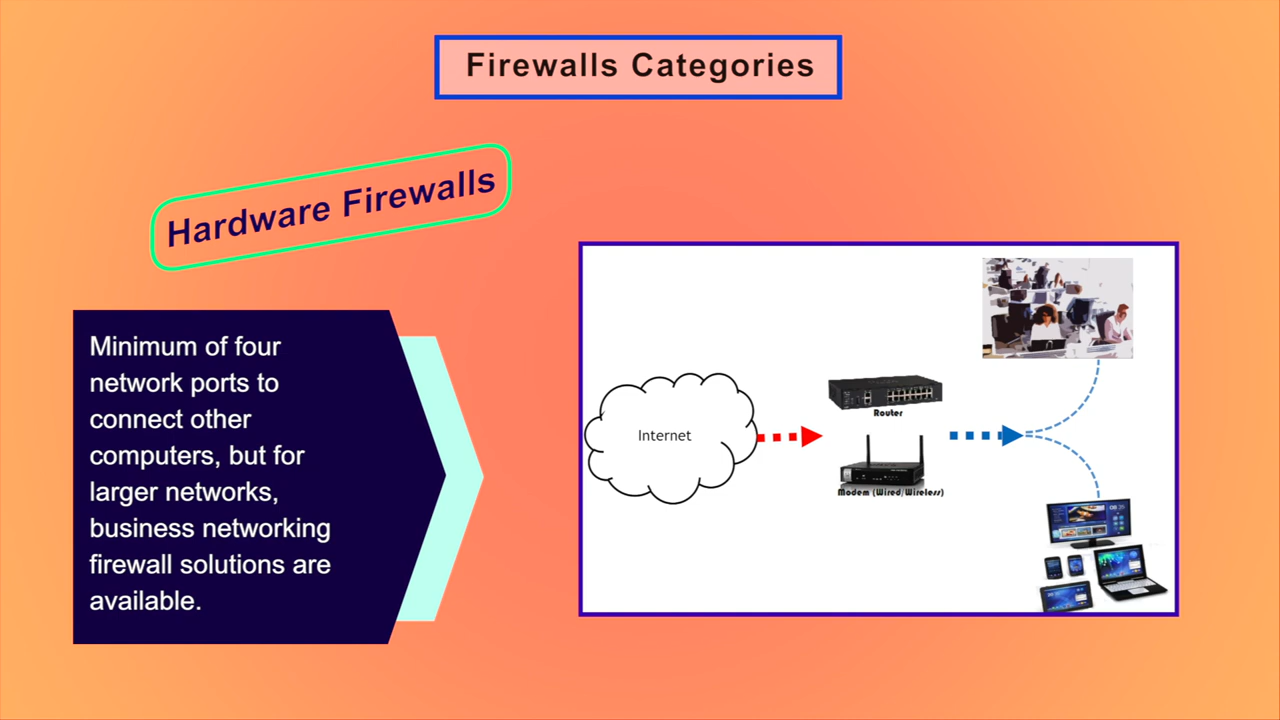 Firewalls Categories
Hardware Firewalls
Minimum of four
network ports to
connect other
computers, but for
larger networks,
business networking
firewall solutions are
available.
Internet
Router
Modem (Wired/Wireless)